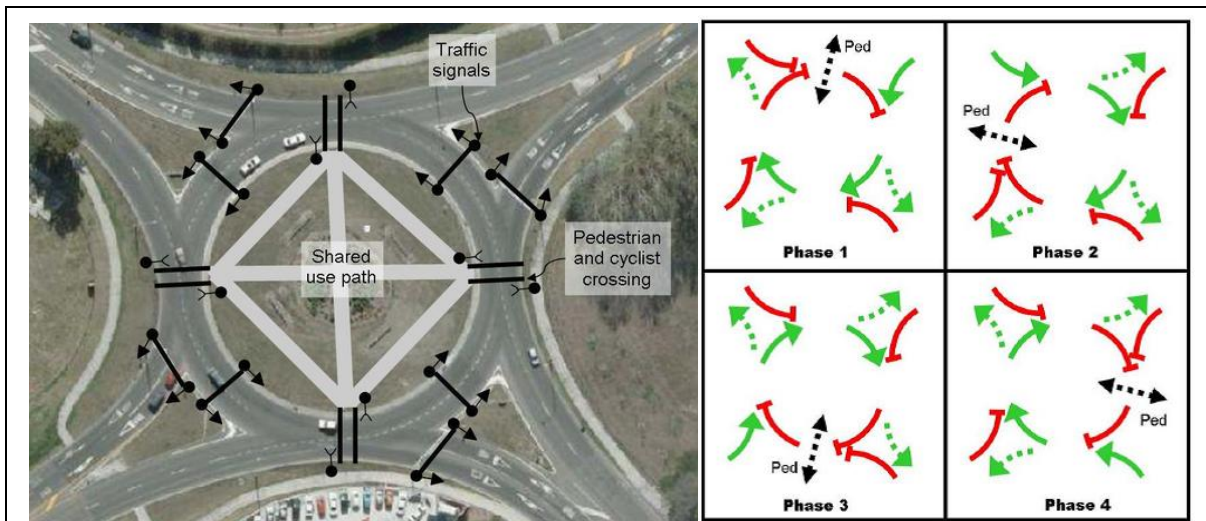 Traffic
signals
Shared
use path
Pedestrian
and cyclist
crossing
Ped
Phase 1
Ped
Phase 2
Ped
Phase 3
Ped
Phase 4